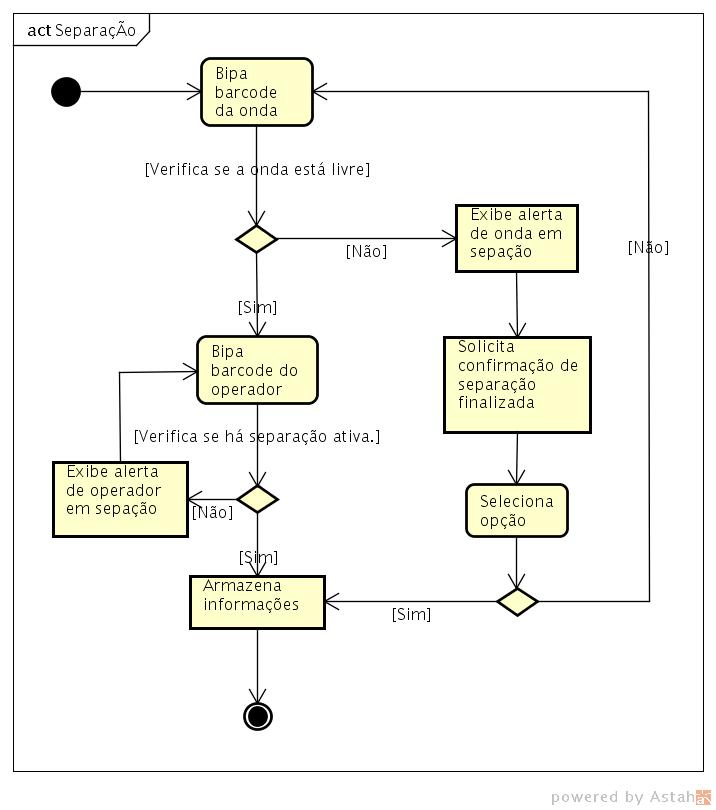 act SeparaçÃo
Bipa
barcode
da onda
[Verifica se a onda está livre]
[Não]
Exibe alerta
de onda em
sepação
[Não]
[Sim]
Bipa
barcode do
operador
Solicita
confirmação de
separação
finalizada
[Verifica se há separação ativa.]
Exibe alerta
de operador
em sepação
[Não]
Seleciona
opção
[Sim]
Armazena
informações
[Sim]
powered by Astah